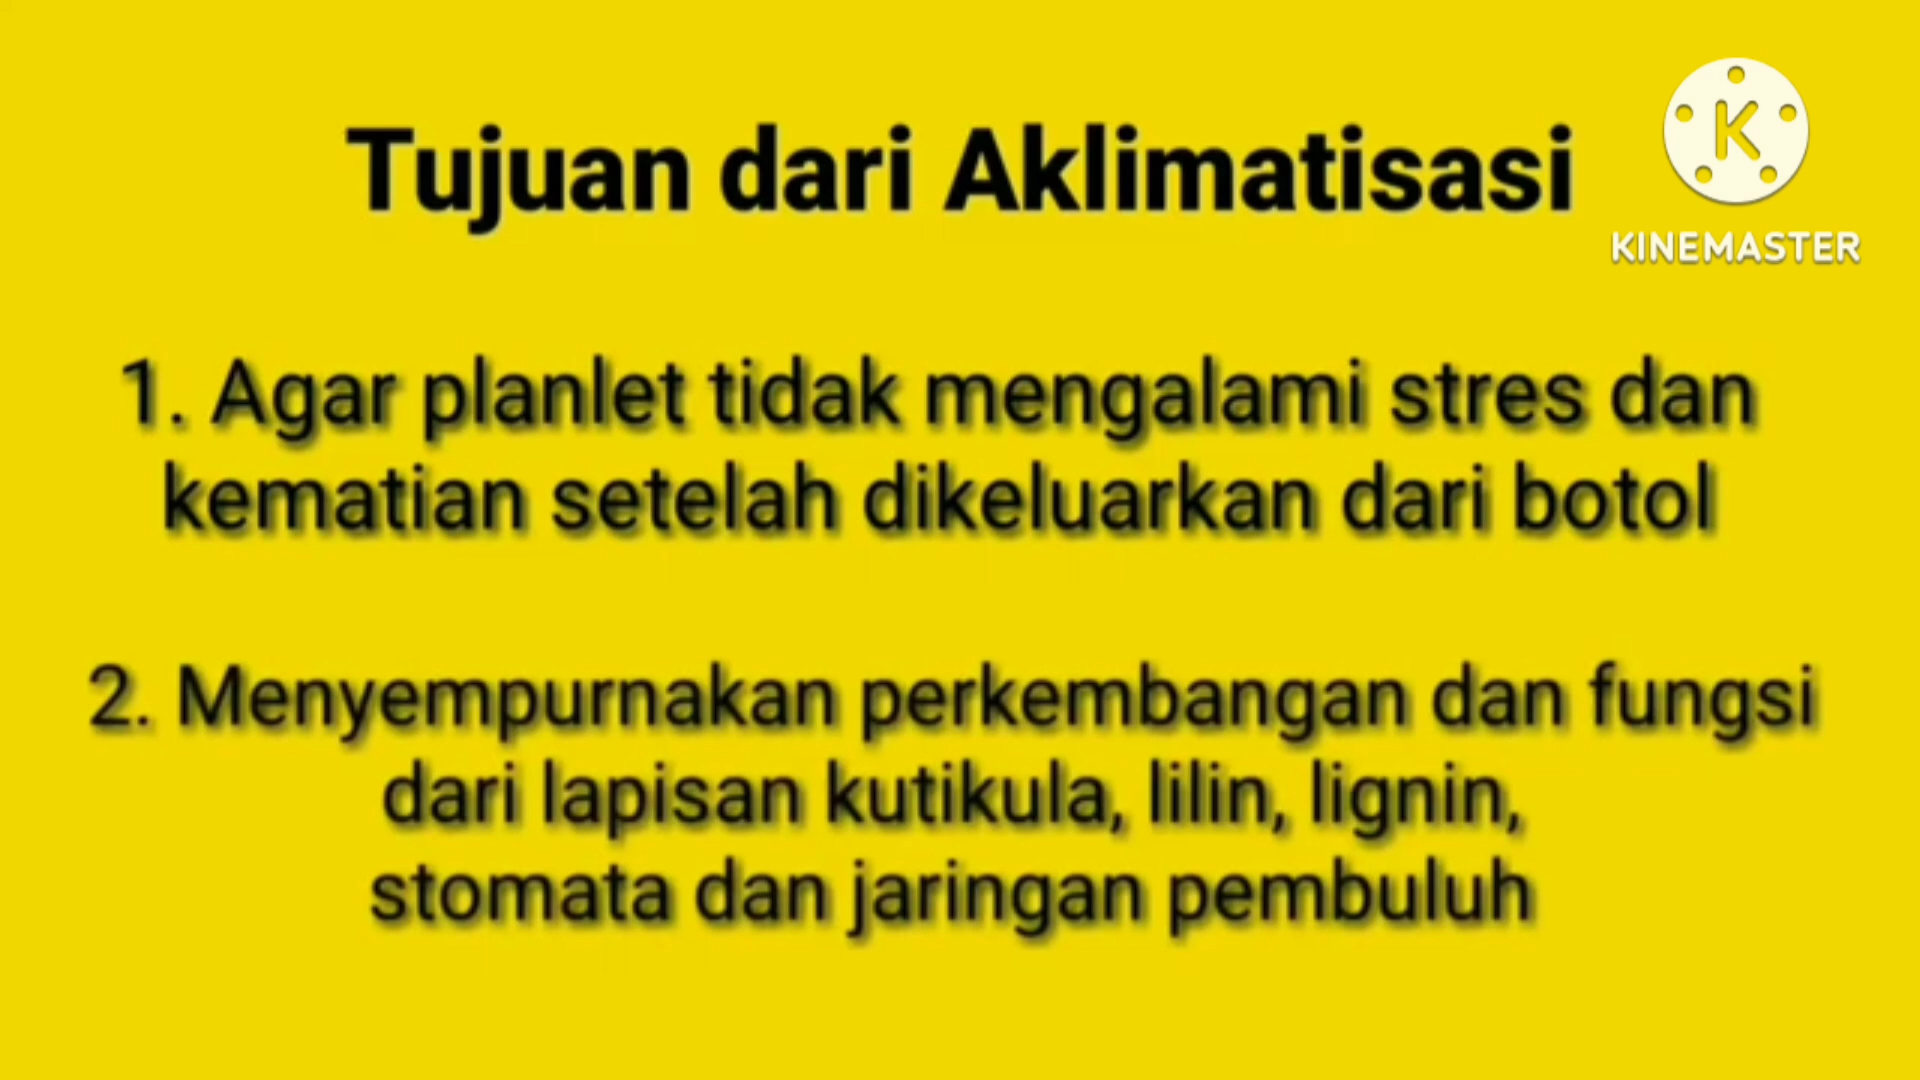 Tujuan dari Aklimatisasi
K
KINEMASTER
1. Agar planlet tidak mengalami stres dan
kematian setelah dikeluarkan dari botol
2. Menyempurnakan perkembangan dan fungsi
dari lapisan kutikula, lilin, lignin,
stomata dan jaringan pembuluh